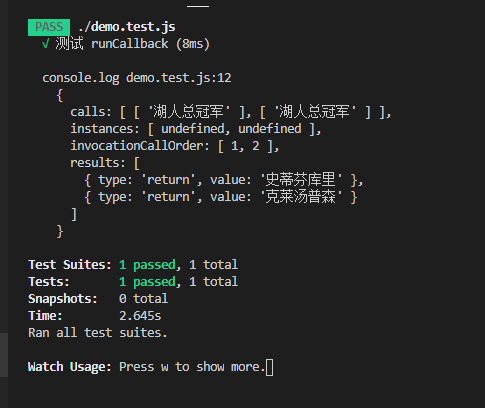 PASS ./demo.test.js
√ 测试 runCallback (8ms)
console.log demo.test.js:12
{
calls: [ [ '湖人总冠军' ], [ '湖人总冠军' ] ],
instances: [ undefined, undefined ],
invocationCallOrder: [ 1, 2 ],
results: [
{ type: 'return', value: '史蒂芬库里' },
{ type: 'return', value: '克莱汤普森' }
]
}
Test Suites: 1 passed, 1 total
Tests: 1 passed, 1 total
Snapshots: 0 total
Time: 2.645s
Ran all test suites.
Watch Usage: Press w to show more.